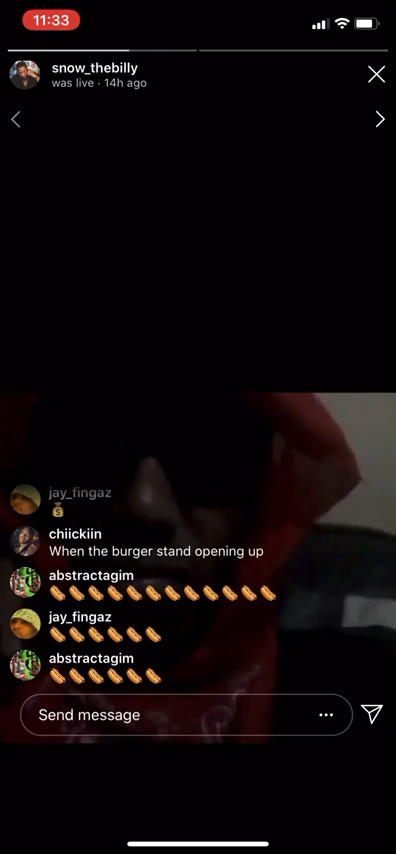 11:33
snow_thebilly
was live · 14h ago
jay_fingaz
💰
chiickiin
When the burger stand opening up
abstractagim
🌭🌭🌭🌭🌭🌭🌭🌭🌭🌭🌭🌭
jay_fingaz
🌭🌭🌭🌭🌭🌭
abstractagim
🌭🌭🌭🌭🌭🌭
Send message